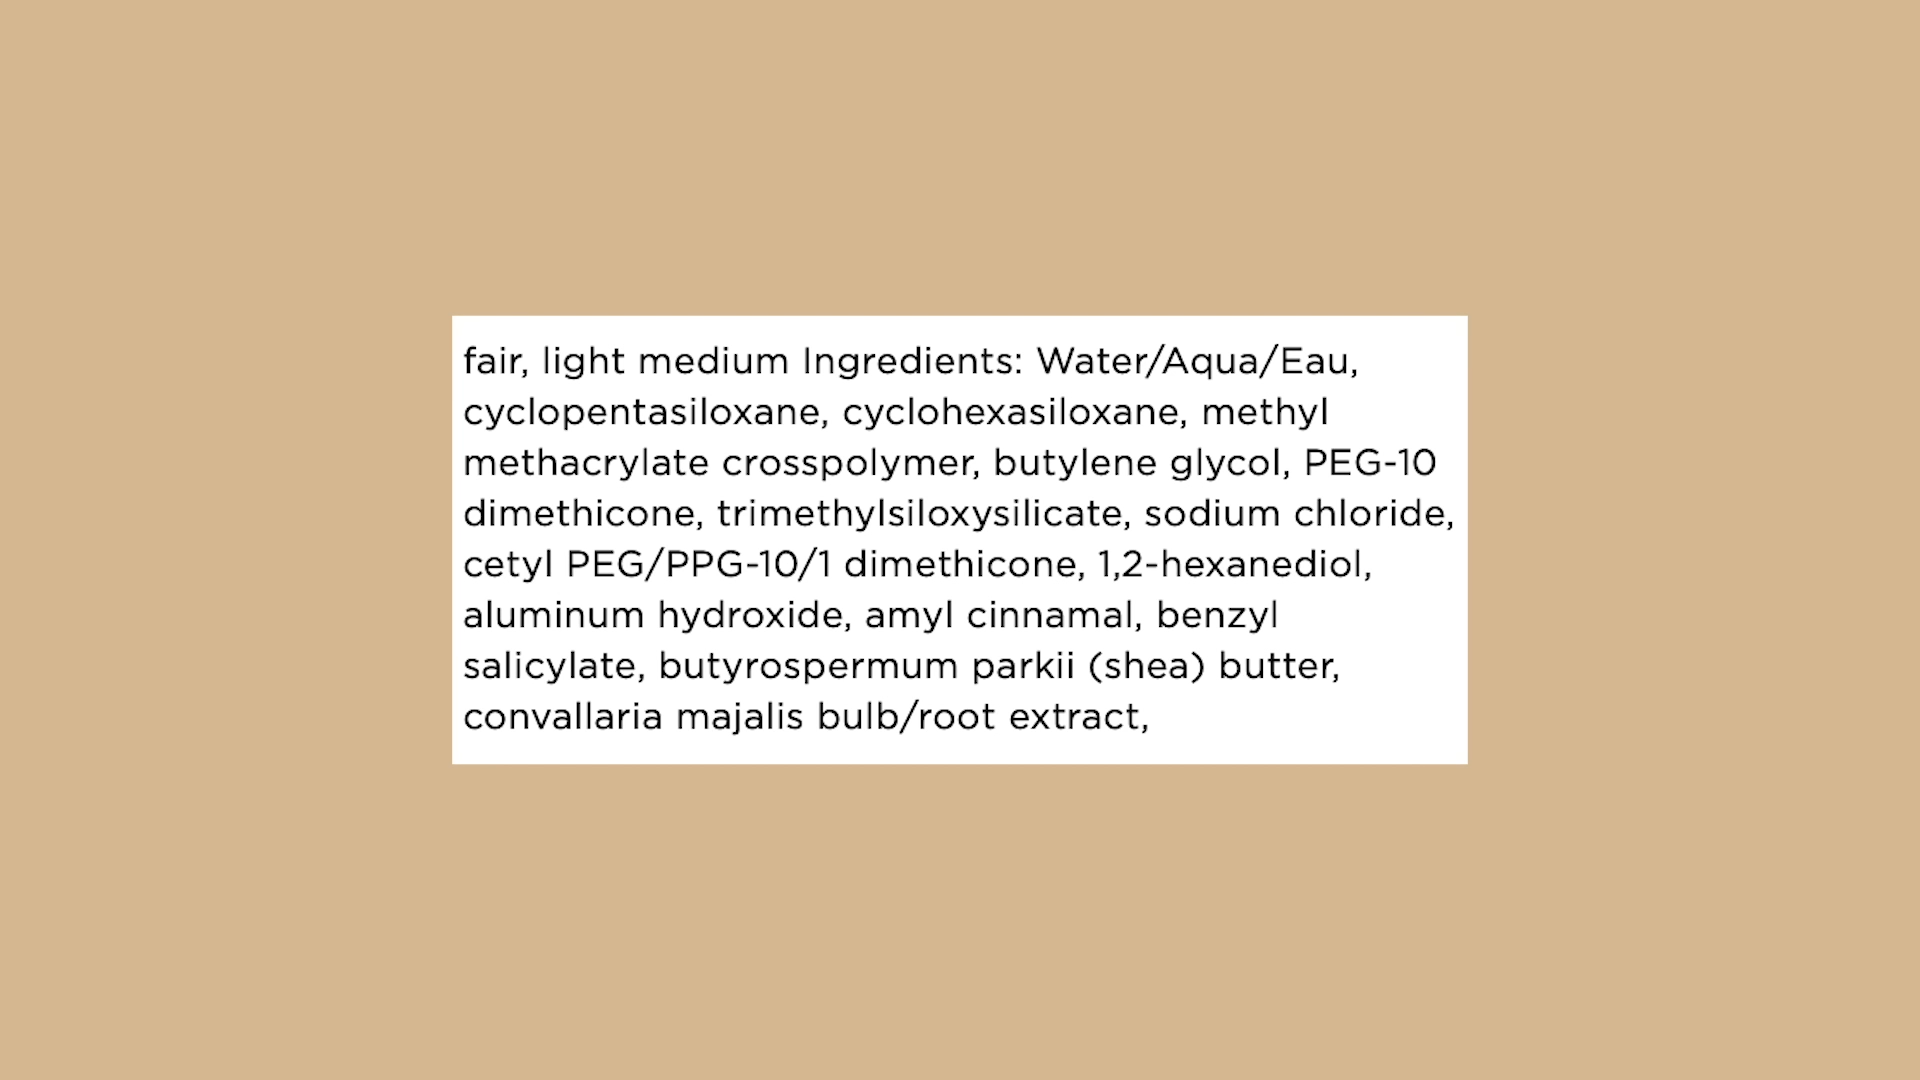 fair, light medium Ingredients: Water/Aqua/Eau,
cyclopentasiloxane, cyclohexasiloxane, methyl
methacrylate crosspolymer, butylene glycol, PEG-10
dimethicone, trimethylsiloxysilicate, sodium chloride,
cetyl PEG/PPG-10/1 dimethicone, 1,2-hexanediol,
aluminum hydroxide, amyl cinnamal, benzyl
salicylate, butyrospermum parkii (shea) butter,
convallaria majalis bulb/root extract,